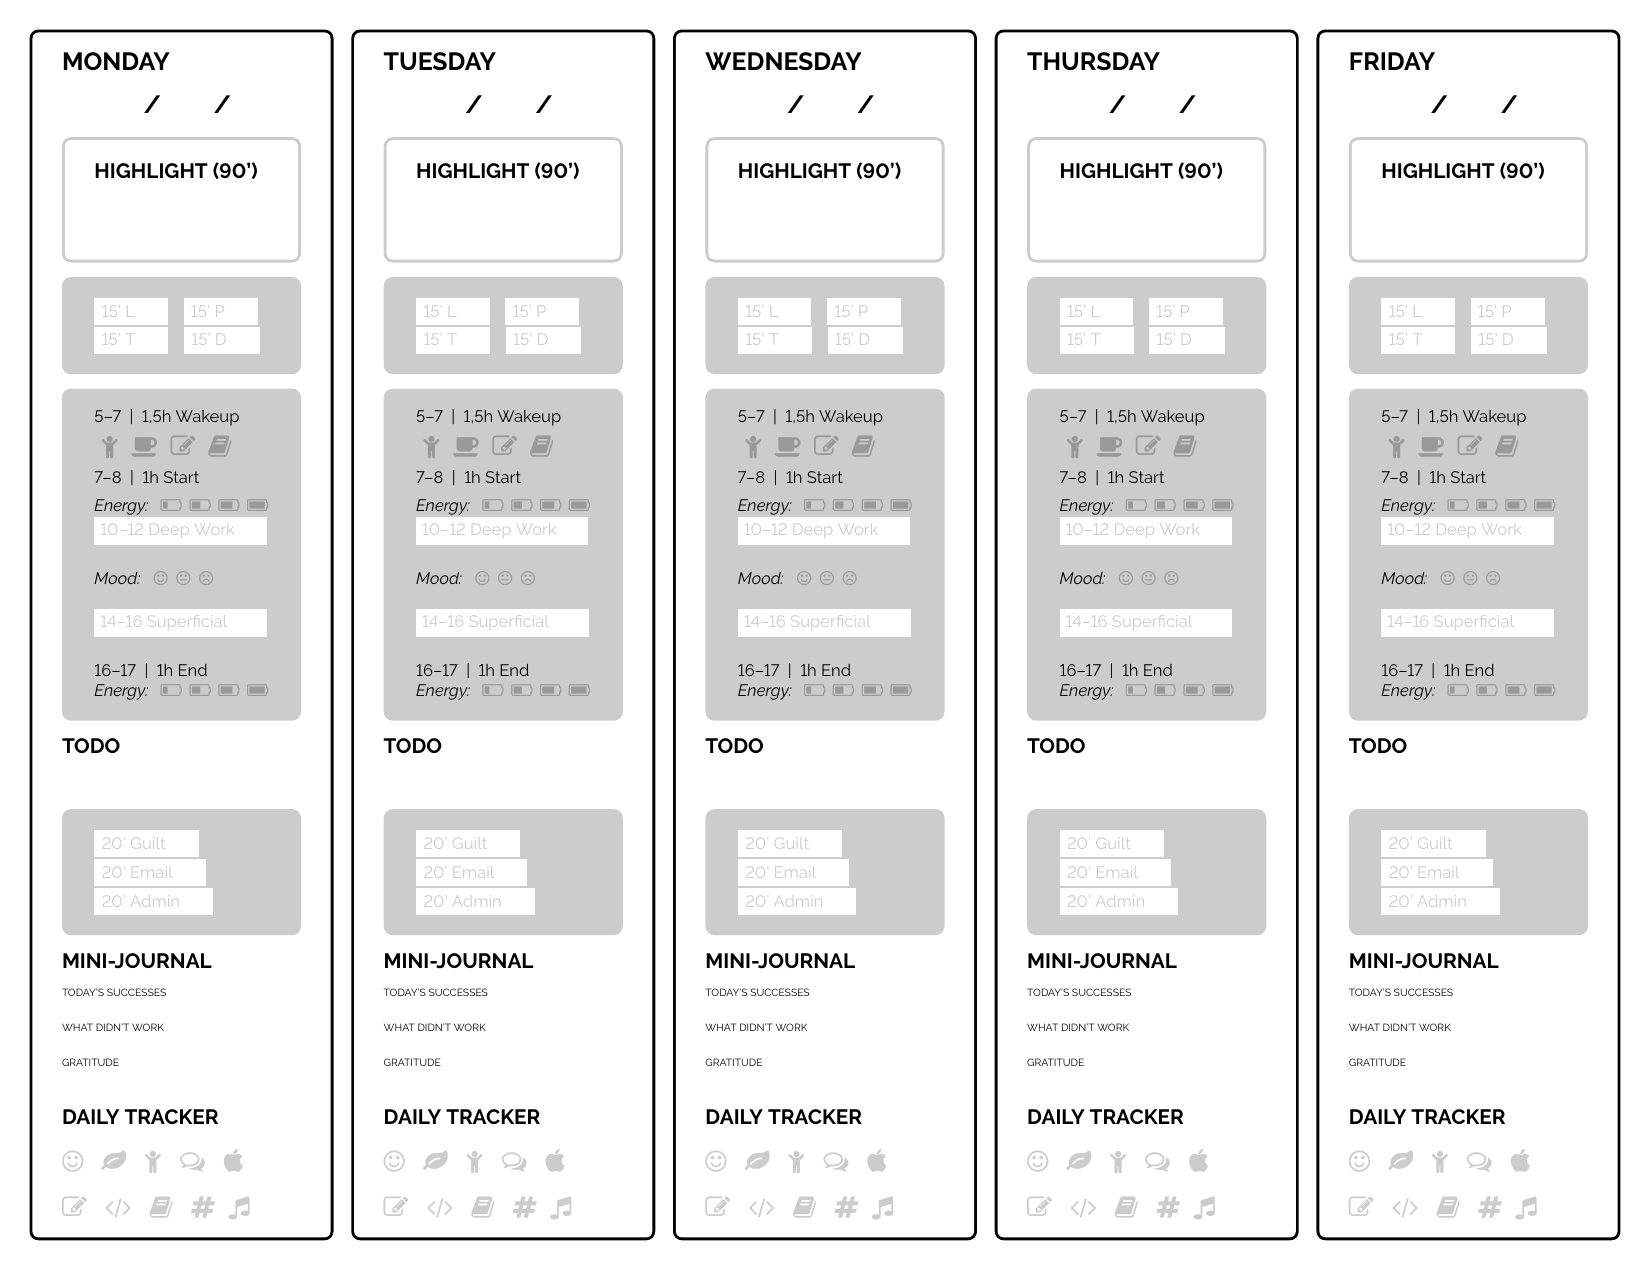 MONDAY
/ /
HIGHLIGHT (90’)
15’ L 15’ P
15’ T 15’ D
5–7 | 1,5h Wakeup
7–8 | 1h Start
Energy:
10–12 Deep Work
Mood:
14–16 Superficial
16–17 | 1h End
Energy:
TODO
20’ Guilt
20’ Email
20’ Admin
MINI-JOURNAL
TODAY’S SUCCESSES
WHAT DIDN’T WORK
GRATITUDE
DAILY TRACKER
</> #
TUESDAY
/ /
HIGHLIGHT (90’)
15’ L 15’ P
15’ T 15’ D
5–7 | 1,5h Wakeup
7–8 | 1h Start
Energy:
10–12 Deep Work
Mood:
14–16 Superficial
16–17 | 1h End
Energy:
TODO
20’ Guilt
20’ Email
20’ Admin
MINI-JOURNAL
TODAY’S SUCCESSES
WHAT DIDN’T WORK
GRATITUDE
DAILY TRACKER
</> #
WEDNESDAY
/ /
HIGHLIGHT (90’)
15’ L 15’ P
15’ T 15’ D
5–7 | 1,5h Wakeup
7–8 | 1h Start
Energy:
10–12 Deep Work
Mood:
14–16 Superficial
16–17 | 1h End
Energy:
TODO
20’ Guilt
20’ Email
20’ Admin
MINI-JOURNAL
TODAY’S SUCCESSES
WHAT DIDN’T WORK
GRATITUDE
DAILY TRACKER
</> #
THURSDAY
/ /
HIGHLIGHT (90’)
15’ L 15’ P
15’ T 15’ D
5–7 | 1,5h Wakeup
7–8 | 1h Start
Energy:
10–12 Deep Work
Mood:
14–16 Superficial
16–17 | 1h End
Energy:
TODO
20’ Guilt
20’ Email
20’ Admin
MINI-JOURNAL
TODAY’S SUCCESSES
WHAT DIDN’T WORK
GRATITUDE
DAILY TRACKER
</> #
FRIDAY
/ /
HIGHLIGHT (90’)
15’ L 15’ P
15’ T 15’ D
5–7 | 1,5h Wakeup
7–8 | 1h Start
Energy:
10–12 Deep Work
Mood:
14–16 Superficial
16–17 | 1h End
Energy:
TODO
20’ Guilt
20’ Email
20’ Admin
MINI-JOURNAL
TODAY’S SUCCESSES
WHAT DIDN’T WORK
GRATITUDE
DAILY TRACKER
</> #